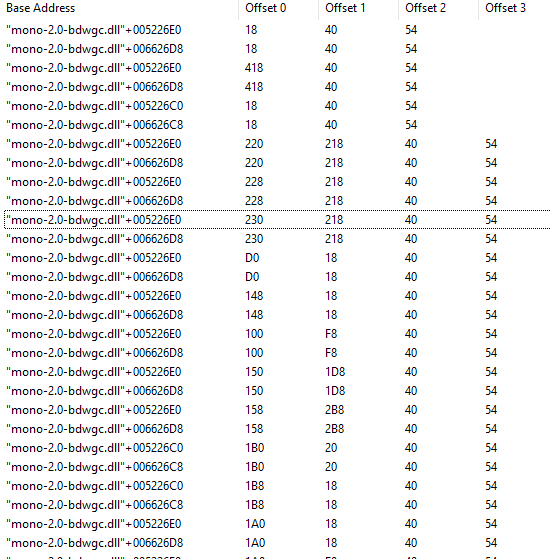 Base Address Offset 0 Offset 1 Offset 2 Offset 3
"mono-2.0-bdwgc.dll"+005226E0 18 40 54
"mono-2.0-bdwgc.dll"+006626D8 18 40 54
"mono-2.0-bdwgc.dll"+005226E0 418 40 54
"mono-2.0-bdwgc.dll"+006626D8 418 40 54
"mono-2.0-bdwgc.dll"+005226C0 18 40 54
"mono-2.0-bdwgc.dll"+006626C8 18 40 54
"mono-2.0-bdwgc.dll"+005226E0 220 218 40 54
"mono-2.0-bdwgc.dll"+006626D8 220 218 40 54
"mono-2.0-bdwgc.dll"+005226E0 228 218 40 54
"mono-2.0-bdwgc.dll"+006626D8 228 218 40 54
"mono-2.0-bdwgc.dll"+005226E0 230 218 40 54
"mono-2.0-bdwgc.dll"+006626D8 230 218 40 54
"mono-2.0-bdwgc.dll"+005226E0 D0 18 40 54
"mono-2.0-bdwgc.dll"+006626D8 D0 18 40 54
"mono-2.0-bdwgc.dll"+005226E0 148 18 40 54
"mono-2.0-bdwgc.dll"+006626D8 148 18 40 54
"mono-2.0-bdwgc.dll"+005226E0 100 F8 40 54
"mono-2.0-bdwgc.dll"+006626D8 100 F8 40 54
"mono-2.0-bdwgc.dll"+005226E0 150 1D8 40 54
"mono-2.0-bdwgc.dll"+006626D8 150 1D8 40 54
"mono-2.0-bdwgc.dll"+005226E0 158 2B8 40 54
"mono-2.0-bdwgc.dll"+006626D8 158 2B8 40 54
"mono-2.0-bdwgc.dll"+005226C0 1B0 20 40 54
"mono-2.0-bdwgc.dll"+006626C8 1B0 20 40 54
"mono-2.0-bdwgc.dll"+005226C0 1B8 18 40 54
"mono-2.0-bdwgc.dll"+006626C8 1B8 18 40 54
"mono-2.0-bdwgc.dll"+005226E0 1A0 18 40 54
"mono-2.0-bdwgc.dll"+006626D8 1A0 18 40 54